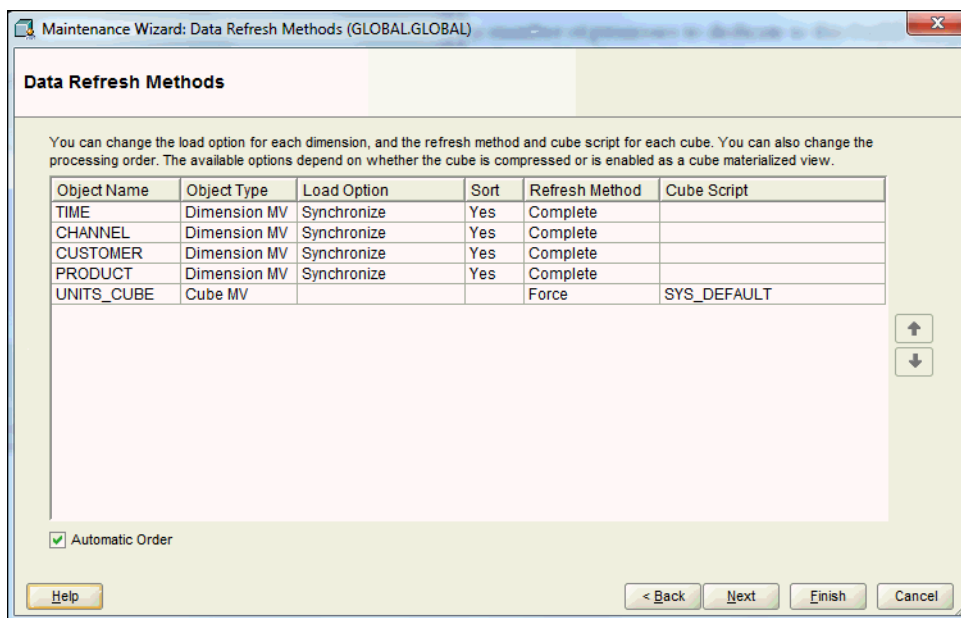 Maintenance Wizard: Data Refresh Methods (GLOBAL.GLOBAL)
Data Refresh Methods
You can change the load option for each dimension, and the refresh method and cube script for each cube. You can also change the
processing order. The available options depend on whether the cube is compressed or is enabled as a cube materialized view.
Object Name Object Type Load Option Sort Refresh Method Cube Script
TIME Dimension MV Synchronize Yes Complete
CHANNEL Dimension MV Synchronize Yes Complete
CUSTOMER Dimension MV Synchronize Yes Complete
PRODUCT Dimension MV Synchronize Yes Complete
UNITS_CUBE Cube MV Force SYS_DEFAULT
Automatic Order
Help < Back Next Finish Cancel